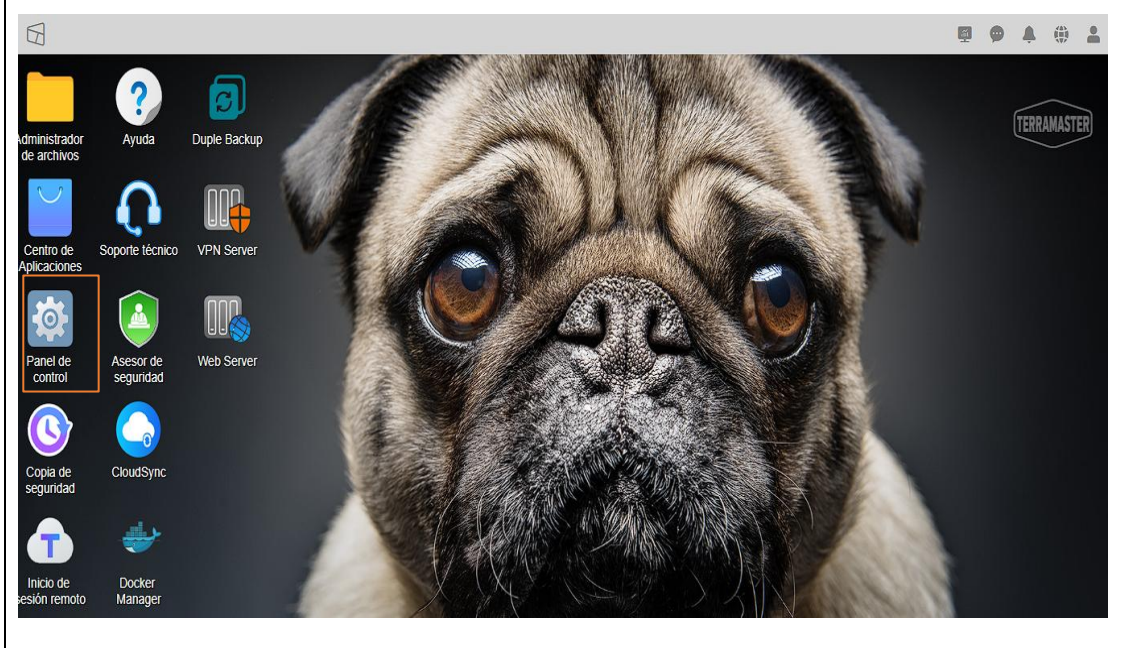 TERRAMASTER
Administrador
de archivos
Ayuda
Duple Backup
Centro de
Aplicaciones
Soporte técnico
VPN Server
Panel de
control
Asesor de
seguridad
Web Server
Copia de
seguridad
CloudSync
T
Inicio de
sesión remoto
Docker
Manager